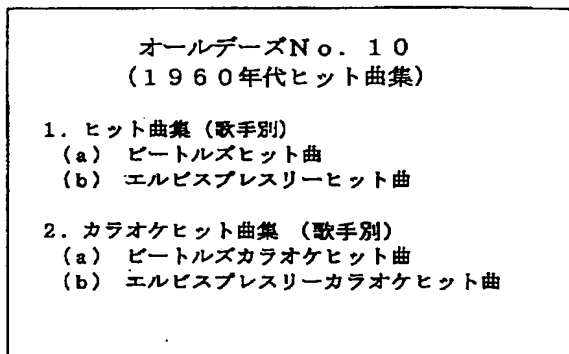 オールデーズNo．10
（1960年代ヒット曲集）
1．ヒット曲集（歌手別）
（a） ビートルズヒット曲
（b） エルビスプレスリーヒット曲
2．カラオケヒット曲集 （歌手別）
（a） ビートルズカラオケヒット曲
（b） エルビスプレスリーカラオケヒット曲